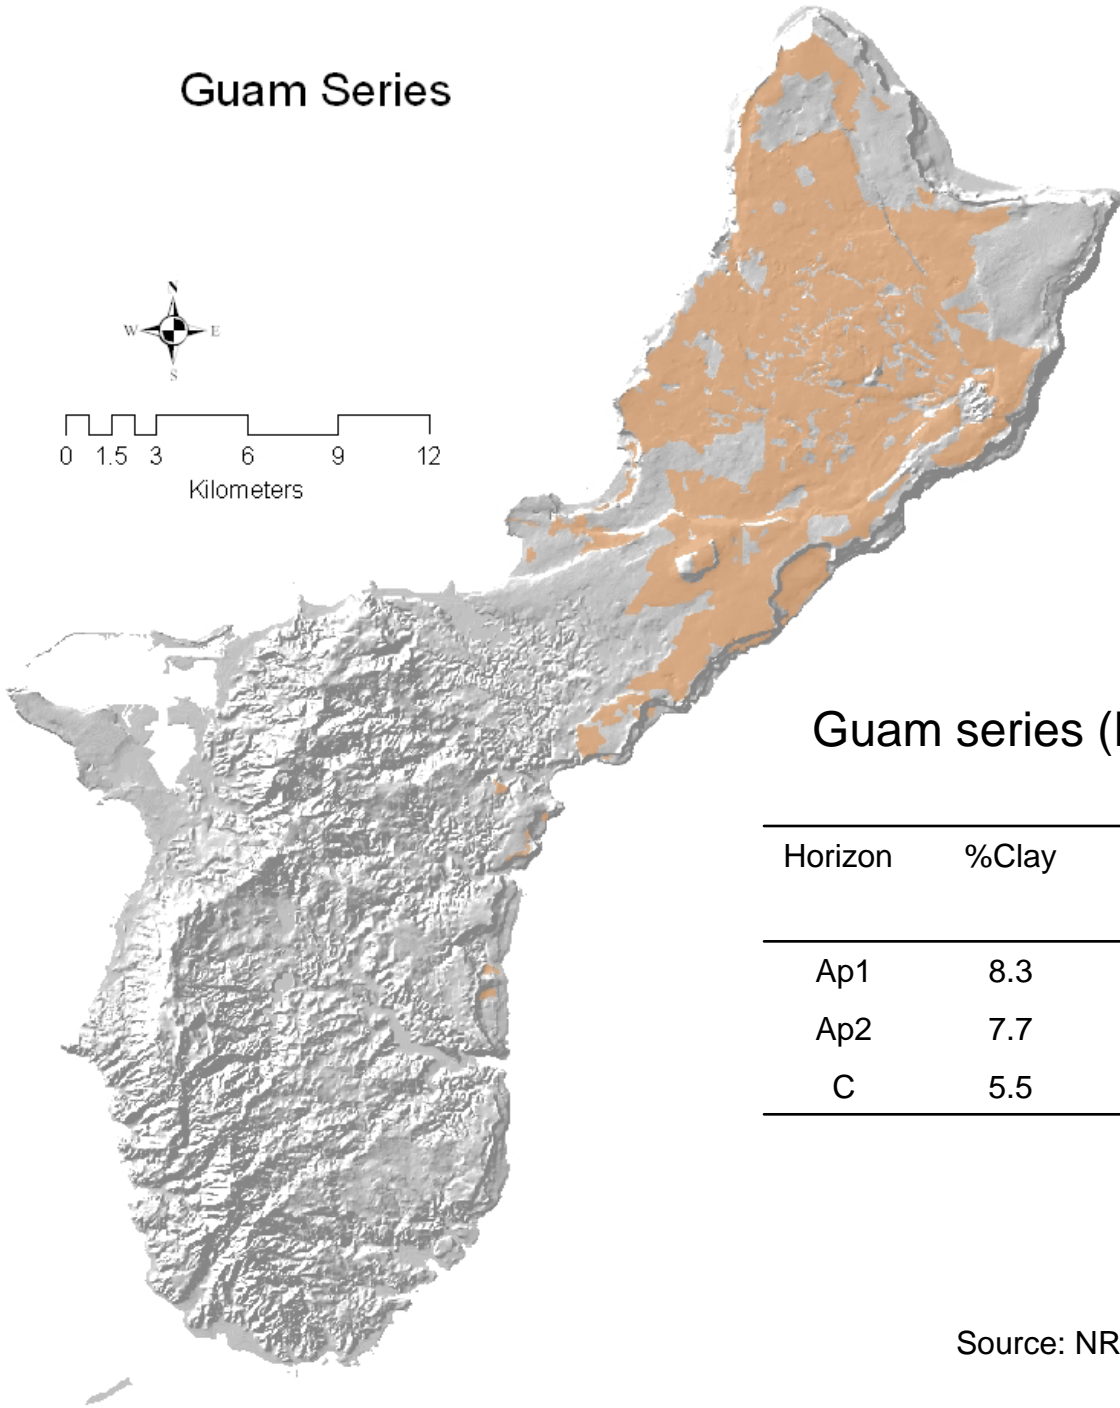 Guam Series
N
W E
S
0 1.5 3 6 9 12
Kilometers
Guam series (
Horizon %Clay
Ap1 8.3
Ap2 7.7
C 5.5
Source: NR